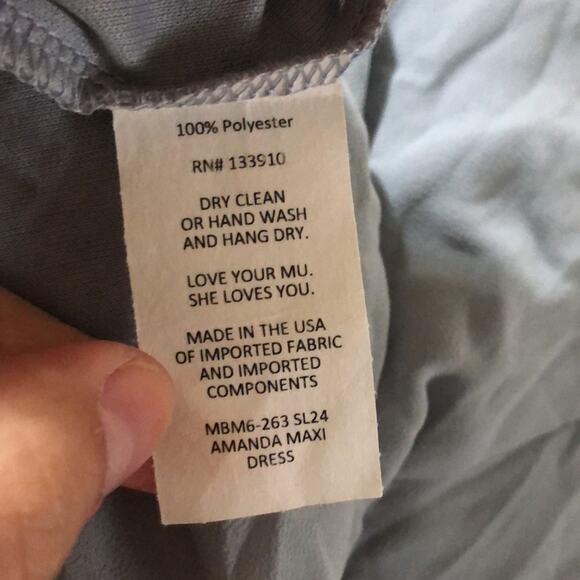 100% Polyester
RN# 133910
DRY CLEAN
OR HAND WASH
AND HANG DRY.
LOVE YOUR MU.
SHE LOVES YOU.
MADE IN THE USA
OF IMPORTED FABRIC
AND IMPORTED
COMPONENTS
MBM6-263 SL24
AMANDA MAXI
DRESS